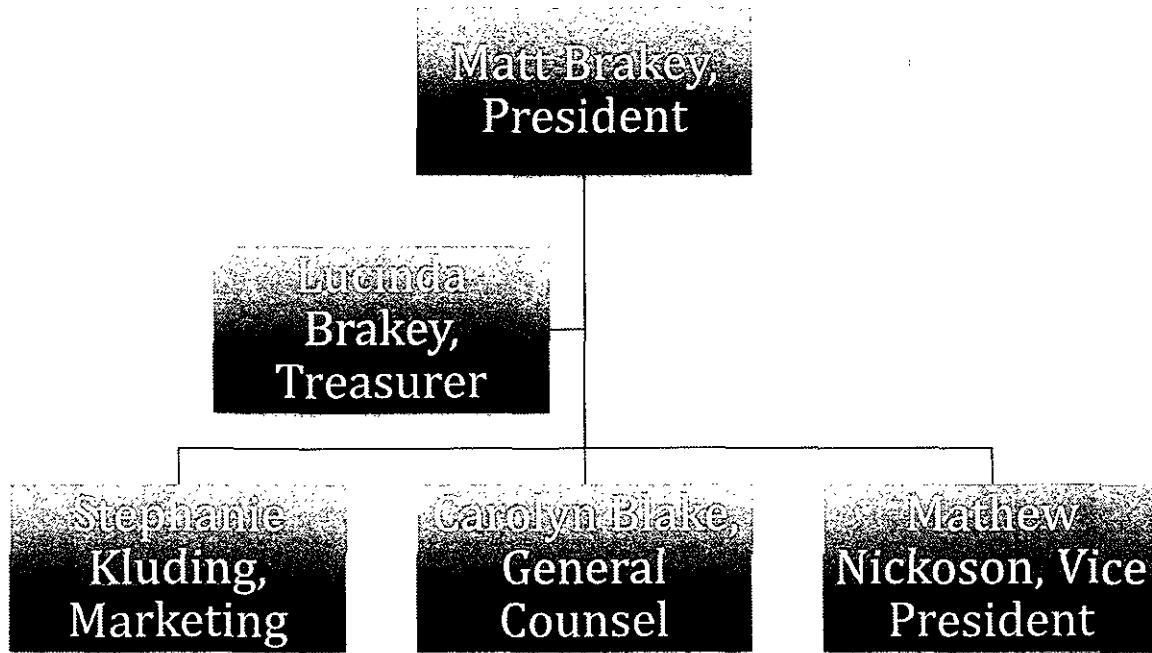 Matt Brakey,
President
Lucinda
Brakey,
Treasurer
Stephanie
Kluding,
Marketing
Carolyn Blake,
General
Counsel
Mathew
Nickoson, Vice
President